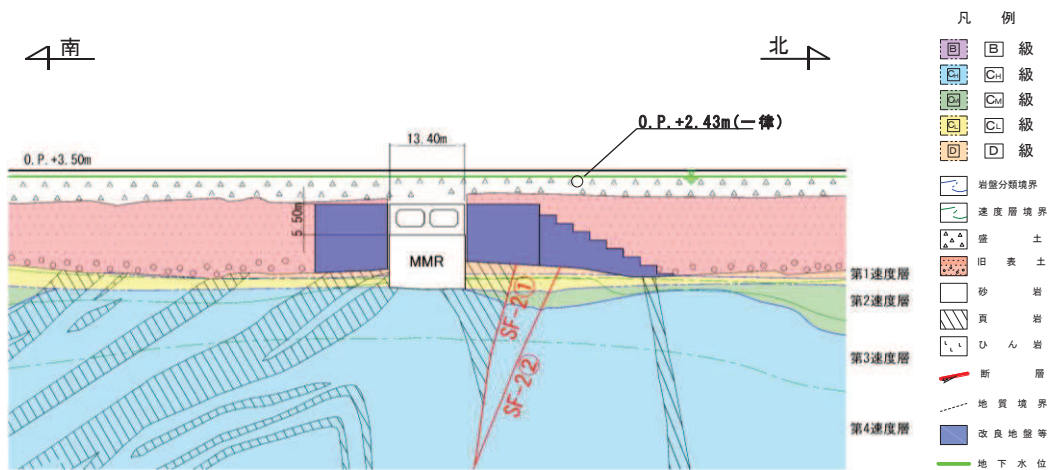 南
北
13.40m
O.P.+2.43m(一律)
O.P.+3.50m
5.50m
MMR
SF-2①
SF-2②
第1速度層
第2速度層
第3速度層
第4速度層
凡 例
B B 級
CH CH 級
CM CM 級
CL CL 級
D D 級
岩盤分類境界
速度層境界
盛 土
旧 表 土
砂 岩
頁 岩
ひ ん 岩
断 層
地 質 境 界
改 良 地 盤 等
地 下 水 位